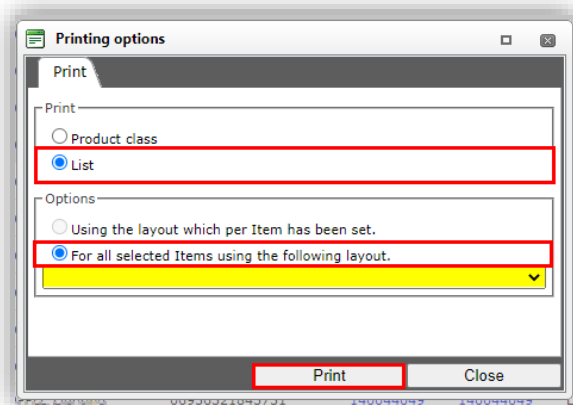 Printing options
Print
Print
Product class
List
Options
Using the layout which per Item has been set.
For all selected Items using the following layout.
Print
Close